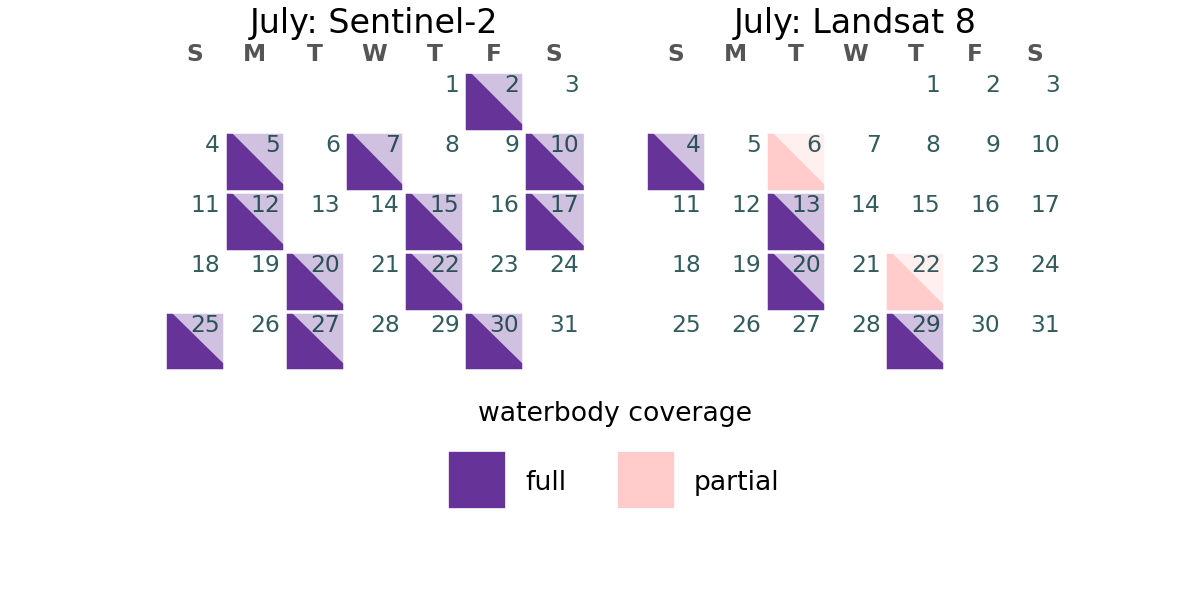 July: Sentinel-2
S M T W T F S
1 2 3
4 5 6 7 8 9 10
11 12 13 14 15 16 17
18 19 20 21 22 23 24
25 26 27 28 29 30 31
July: Landsat 8
S M T W T F S
1 2 3
4 5 6 7 8 9 10
11 12 13 14 15 16 17
18 19 20 21 22 23 24
25 26 27 28 29 30 31
waterbody coverage
full partial